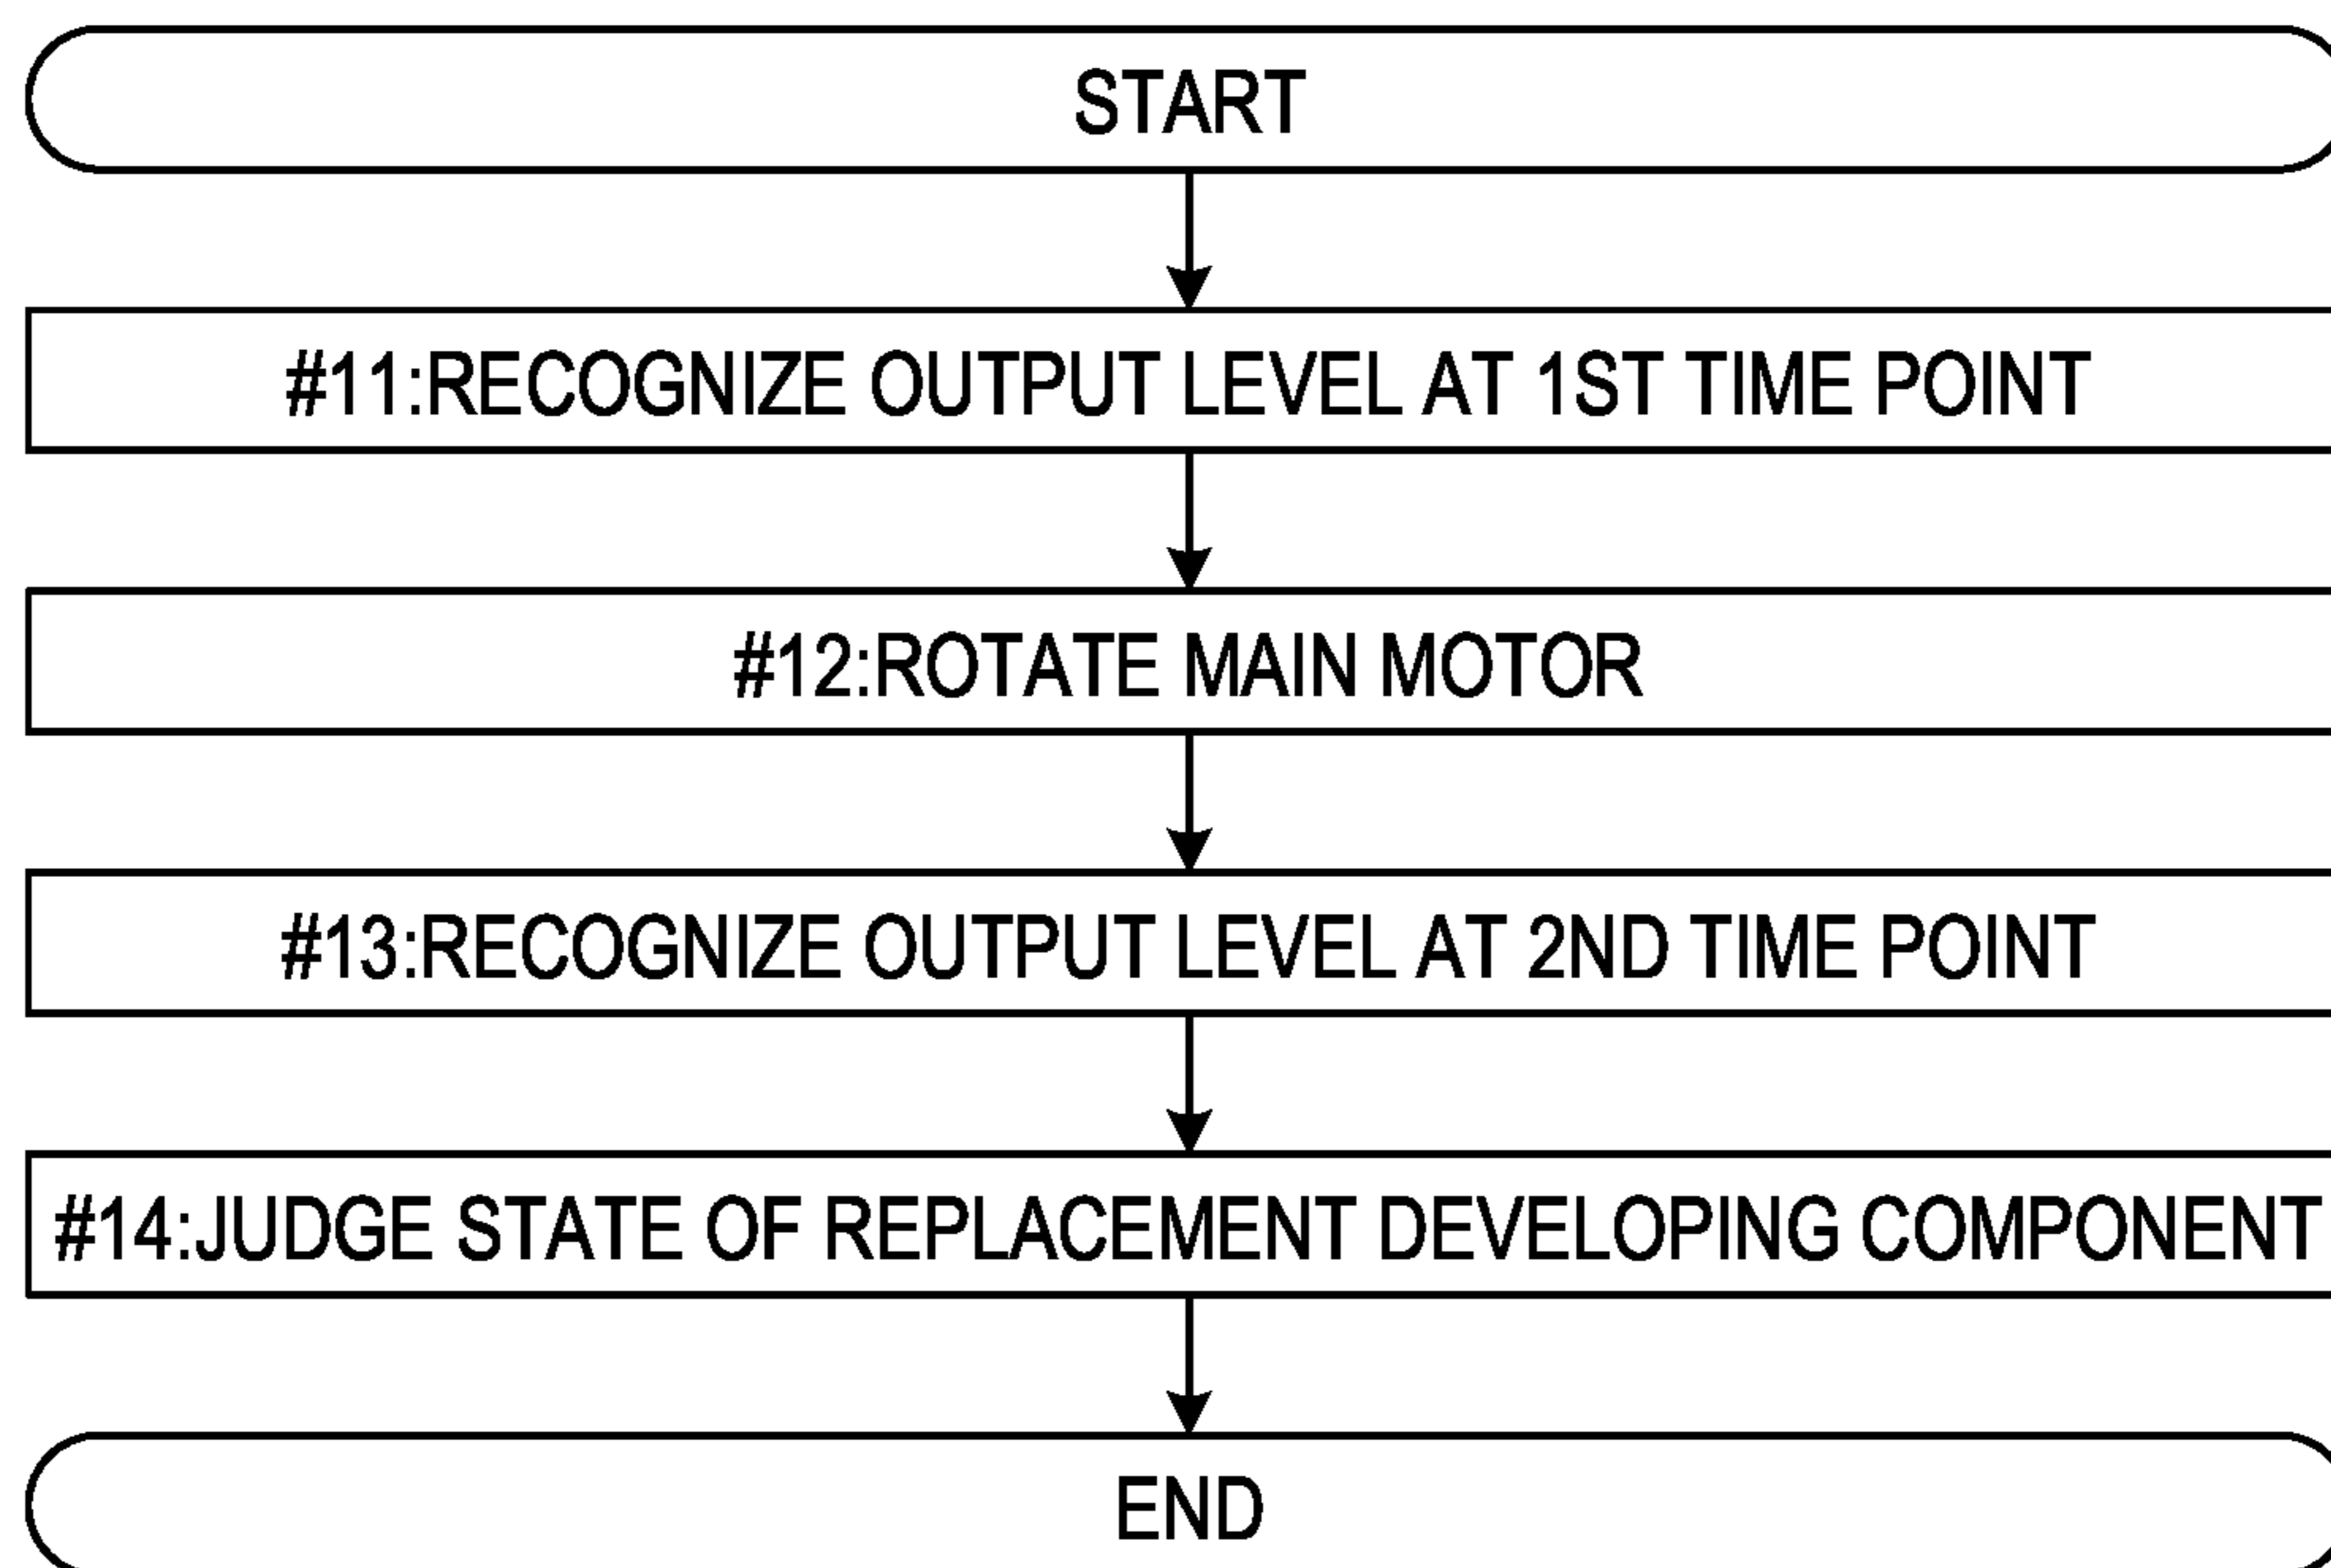 START
#11:RECOGNIZE OUTPUT LEVEL AT 1ST TIME POINT
#12:ROTATE MAIN MOTOR
#13:RECOGNIZE OUTPUT LEVEL AT 2ND TIME POINT
#14:JUDGE STATE OF REPLACEMENT DEVELOPING COMPONENT
END